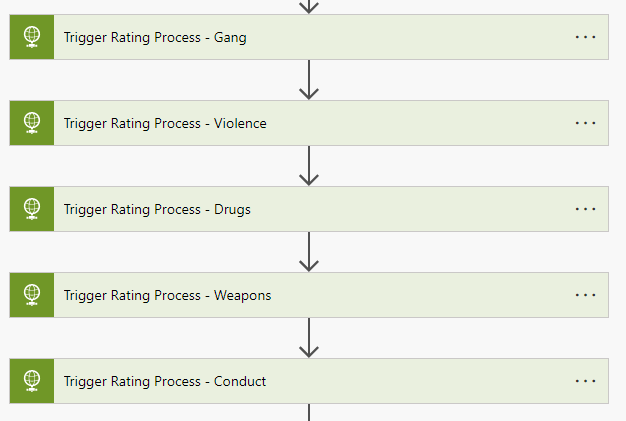 Trigger Rating Process - Gang
Trigger Rating Process - Violence
Trigger Rating Process - Drugs
Trigger Rating Process - Weapons
Trigger Rating Process - Conduct